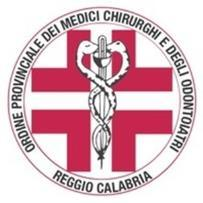 ORDINE PROVINCIALE DEI MEDICI CHIRURGHI E DEGLI ODONTOIATRI
REGGIO CALABRIA